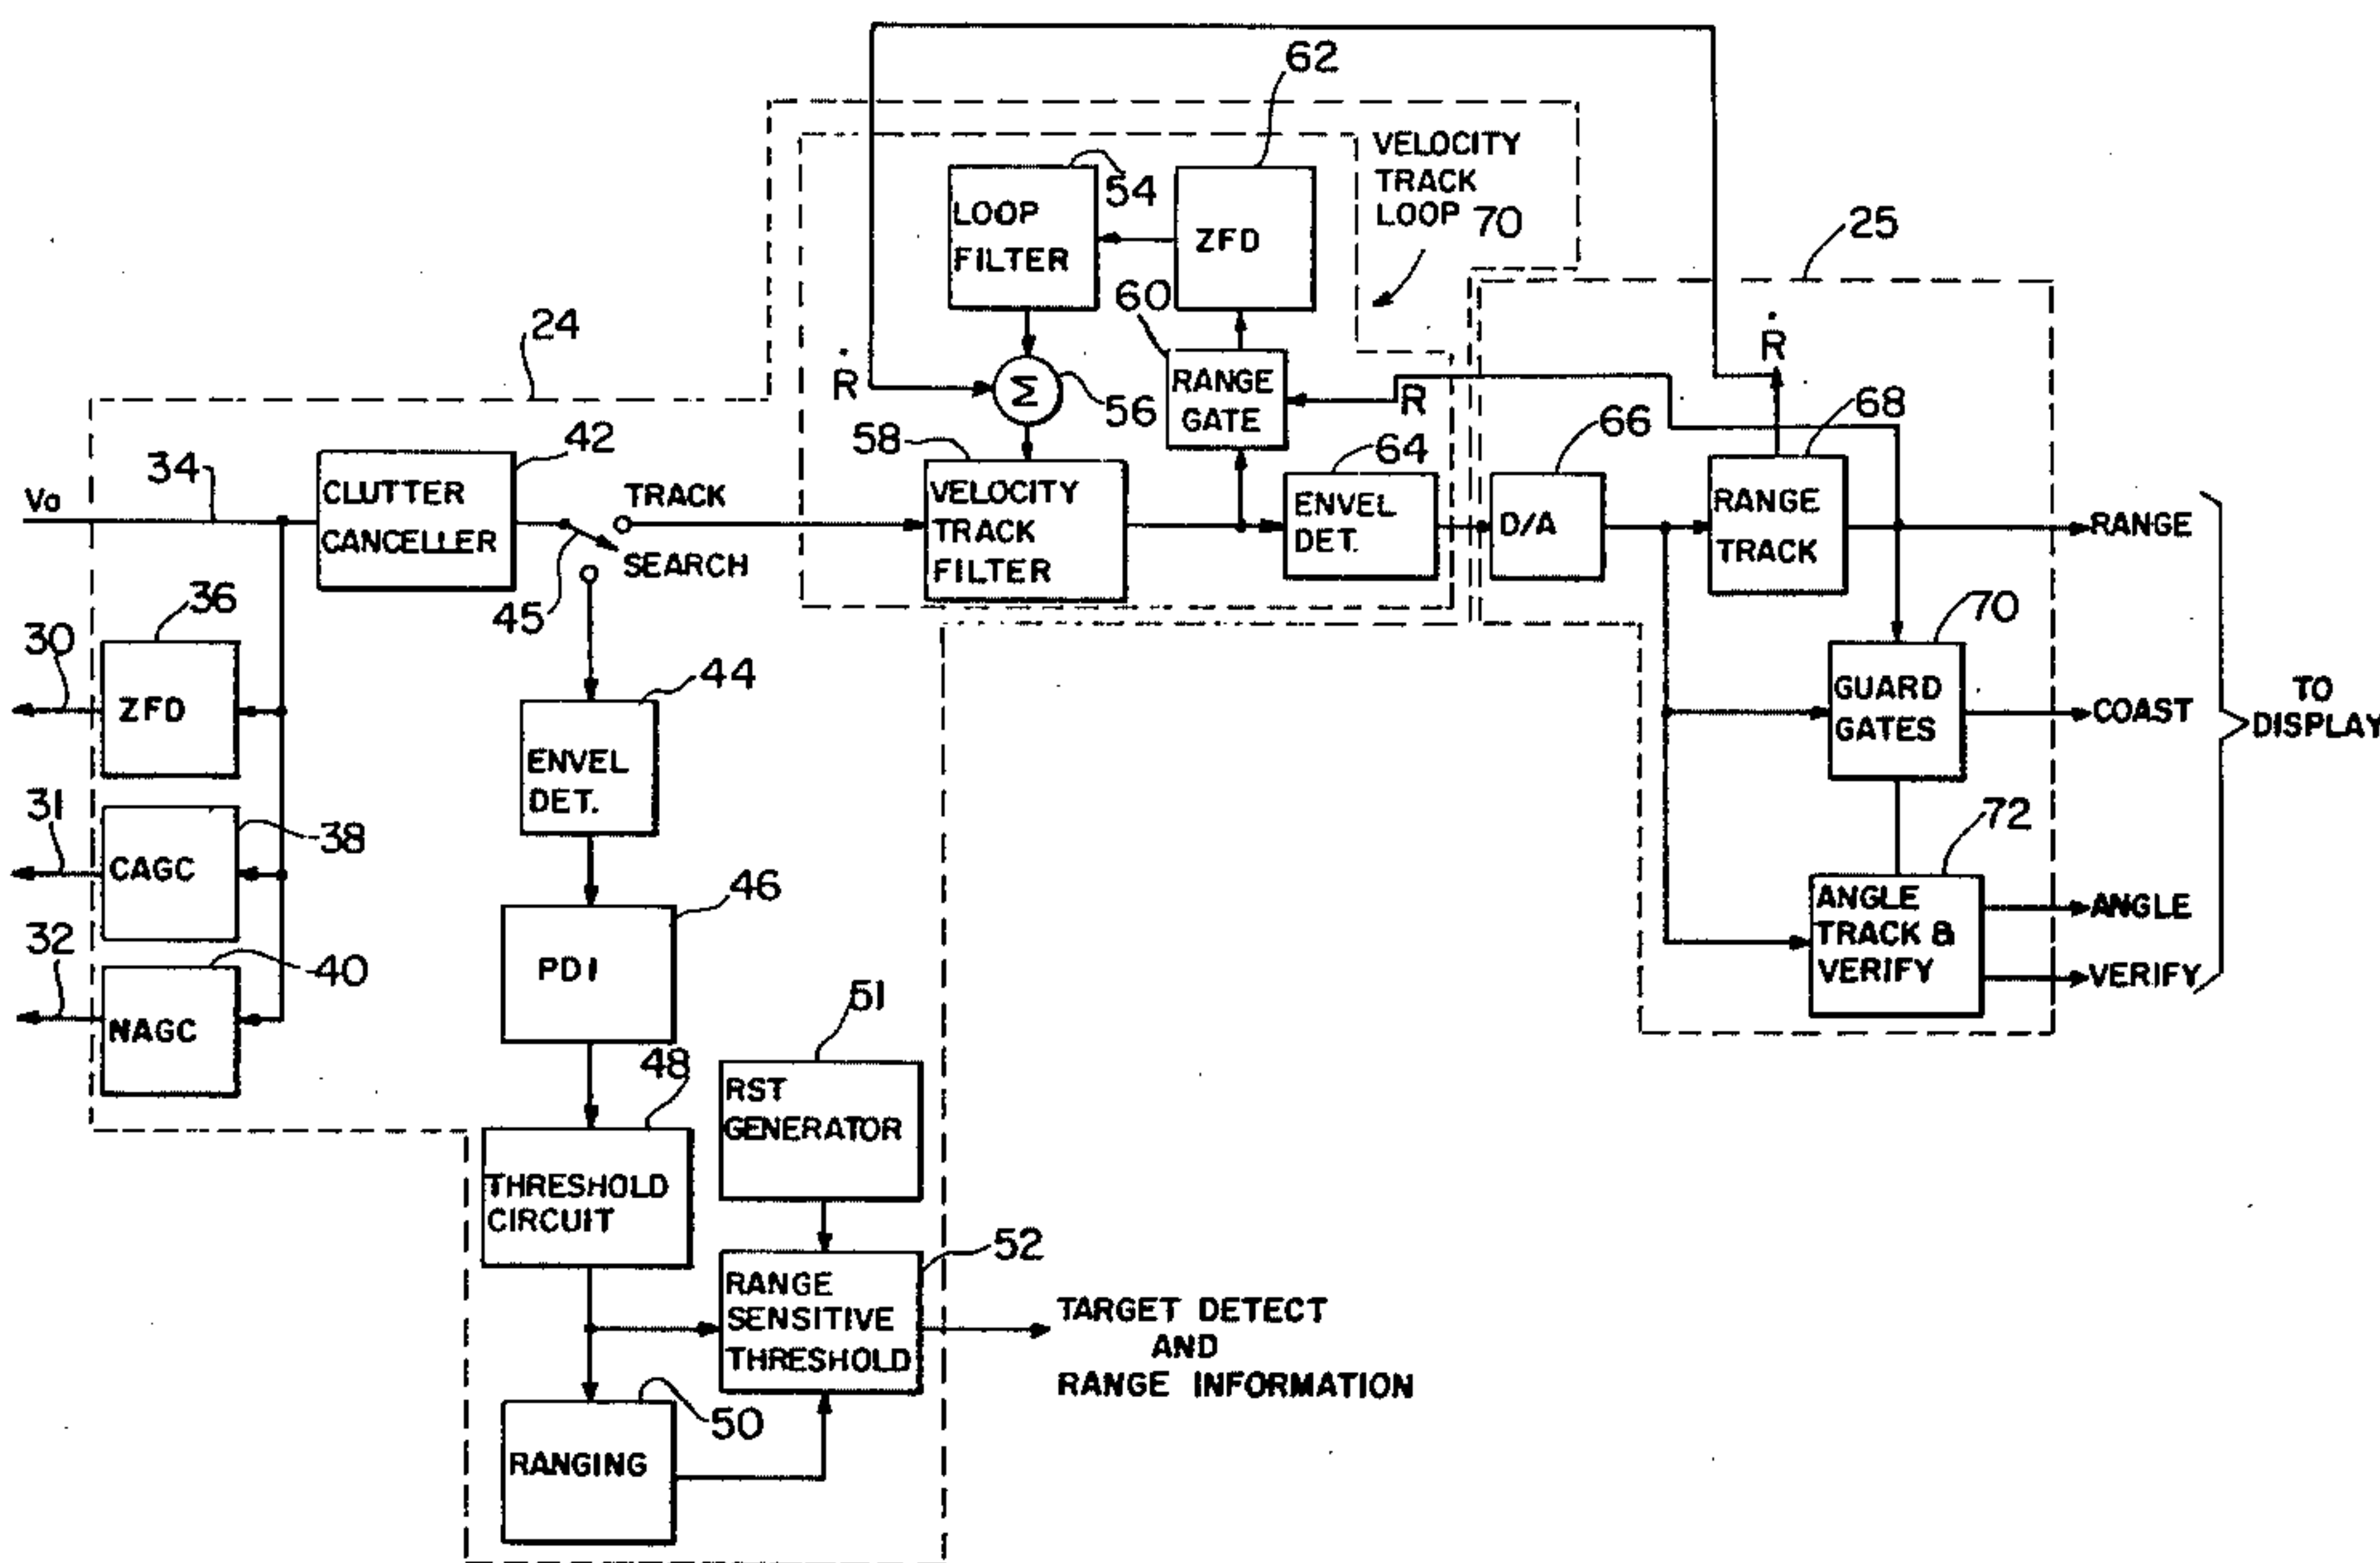 62
VELOCITY
TRACK
LOOP 70
54
LOOP
FILTER
ZFD
25
60
24
Ṙ
Σ
56
RANGE
GATE
R
Ṙ
68
58
64
66
42
34
Va
CLUTTER
CANCELLER
TRACK
SEARCH
45
VELOCITY
TRACK
FILTER
ENVEL
DET.
D/A
RANGE
TRACK
RANGE
36
30
ZFD
44
ENVEL
DET.
70
GUARD
GATES
COAST
TO
DISPLAY
31
38
CAGC
46
PDI
72
ANGLE
TRACK &
VERIFY
ANGLE
VERIFY
32
40
NAGC
51
48
RST
GENERATOR
THRESHOLD
CIRCUIT
52
RANGE
SENSITIVE
THRESHOLD
TARGET DETECT
AND
RANGE INFORMATION
50
RANGING